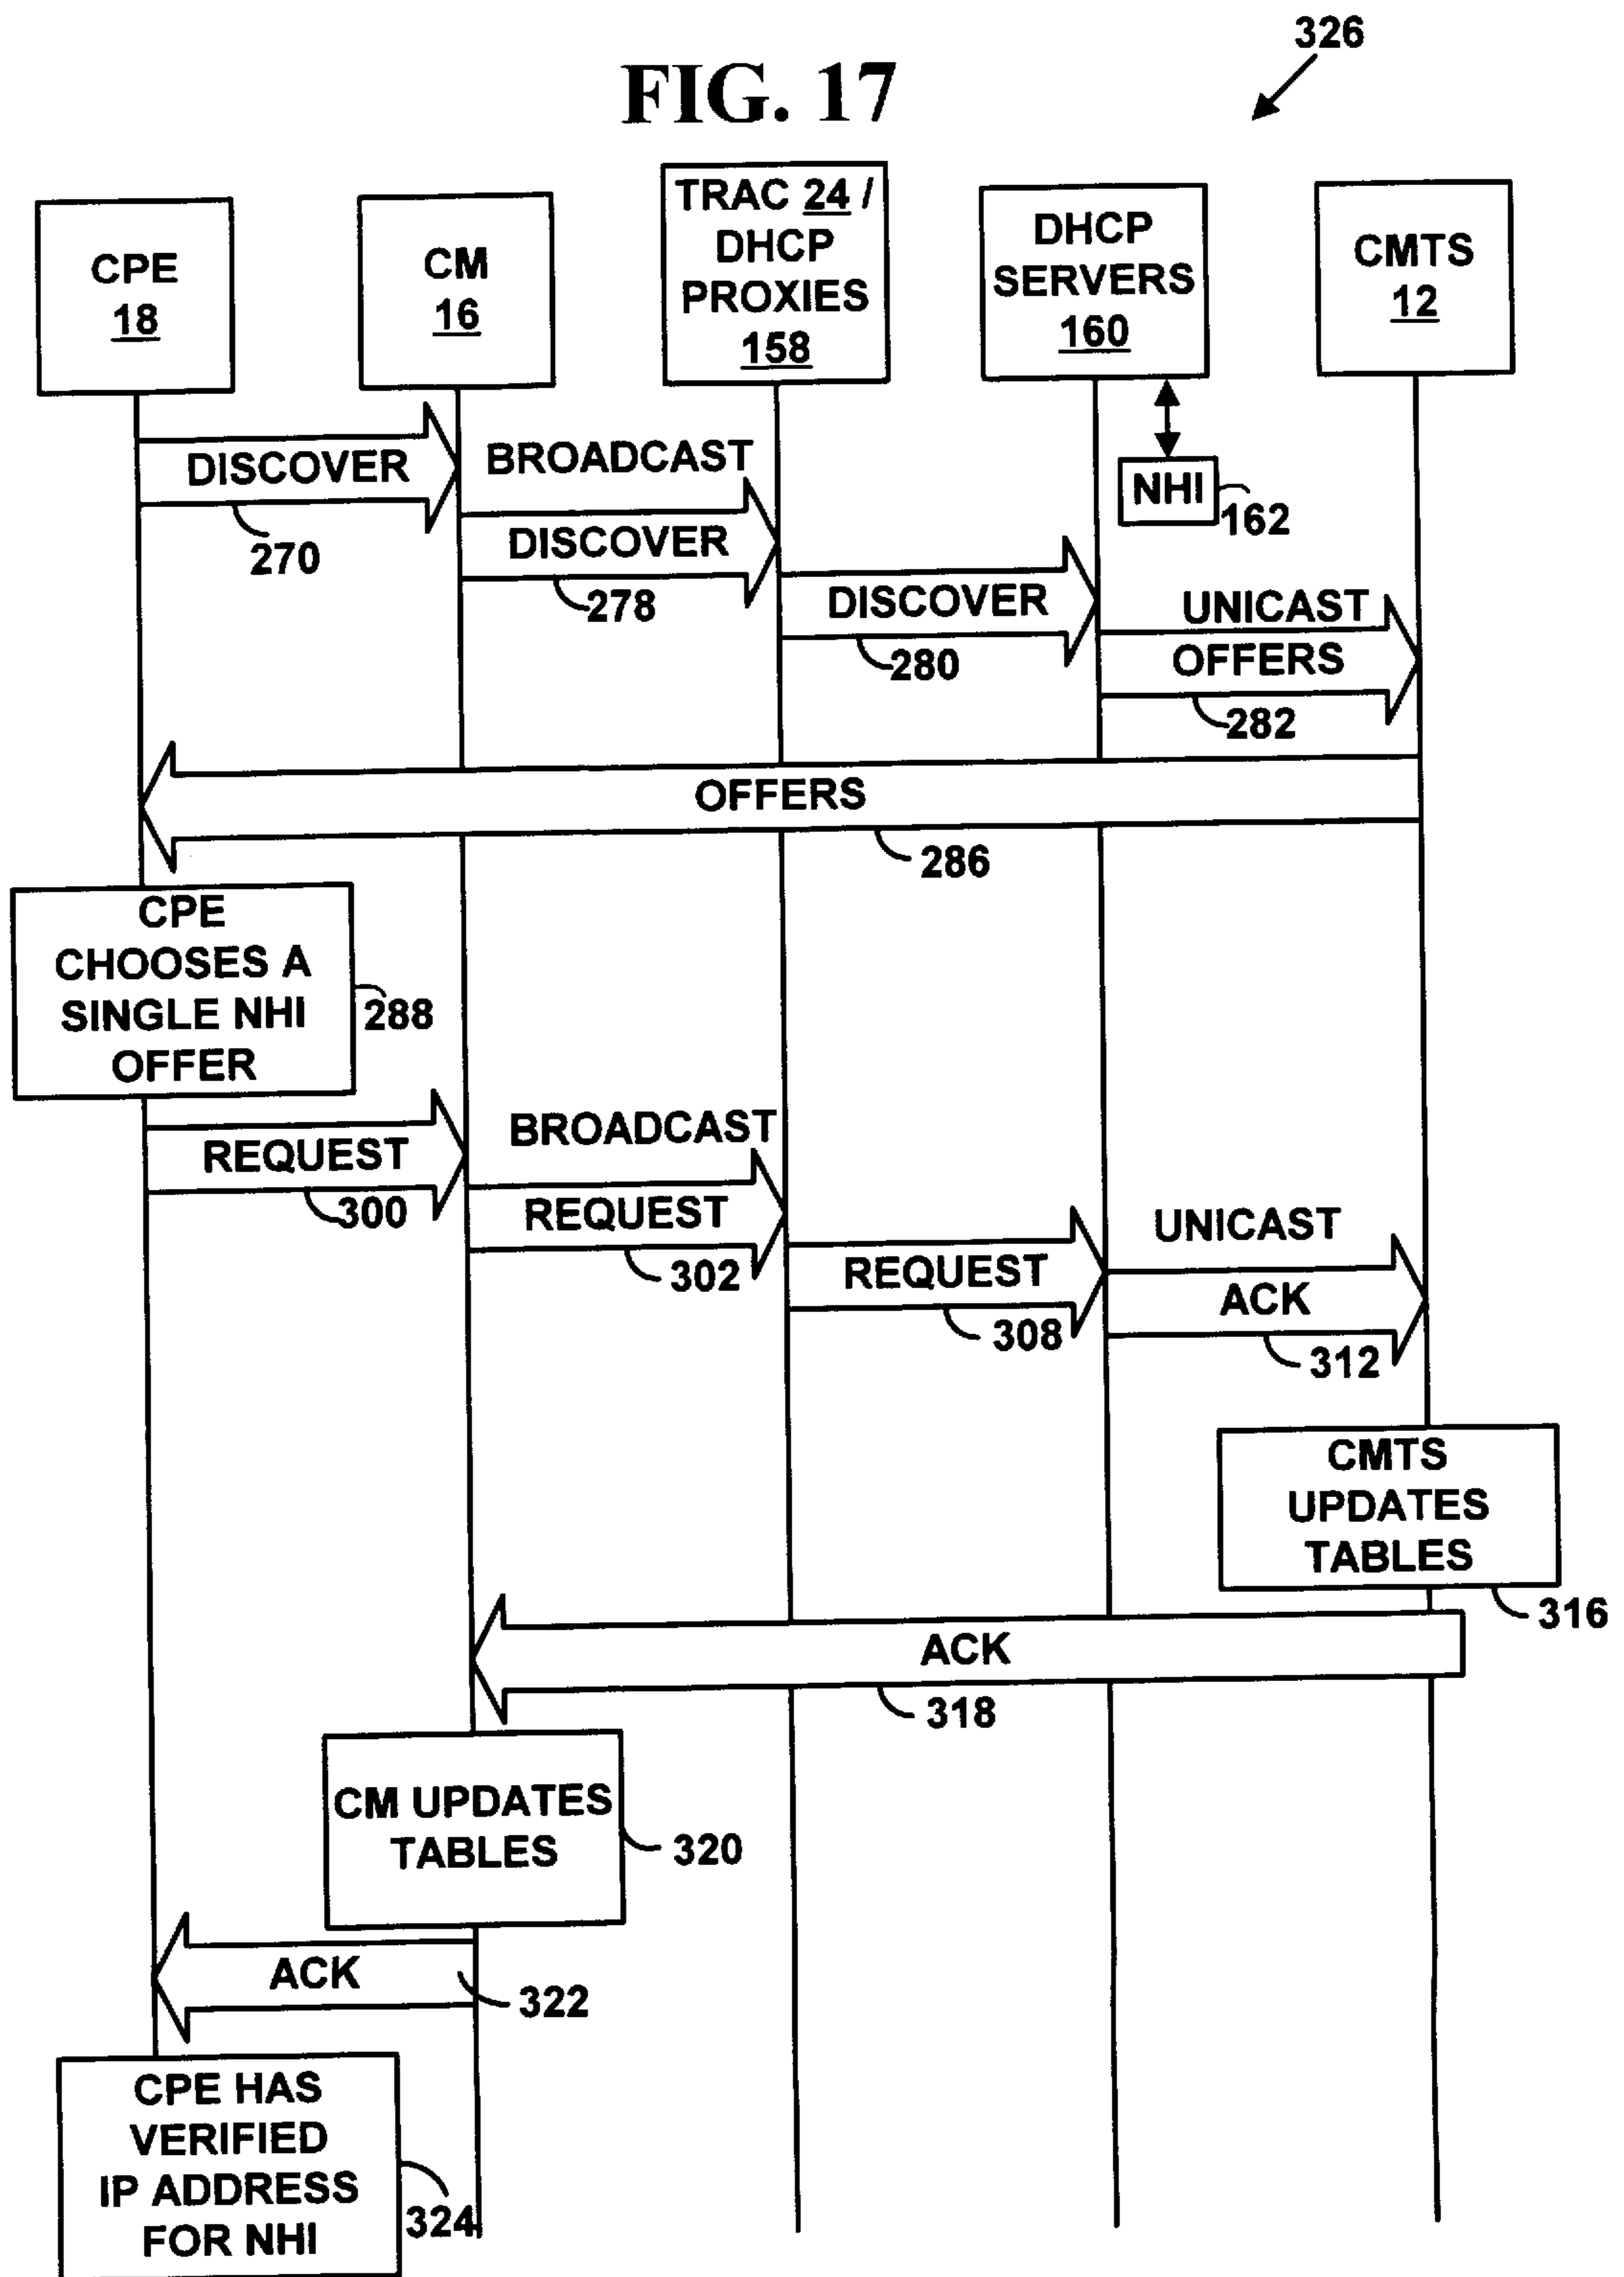 326
FIG. 17
CPE
18
CM
16
TRAC 24 /
DHCP
PROXIES
158
DHCP
SERVERS
160
CMTS
12
NHI
162
DISCOVER
270
BROADCAST
DISCOVER
278
DISCOVER
280
UNICAST
OFFERS
282
OFFERS
286
CPE
CHOOSES A
SINGLE NHI
OFFER
288
REQUEST
300
BROADCAST
REQUEST
302
REQUEST
308
UNICAST
ACK
312
CMTS
UPDATES
TABLES
316
ACK
318
CM UPDATES
TABLES
320
ACK
322
CPE HAS
VERIFIED
IP ADDRESS
FOR NHI
324